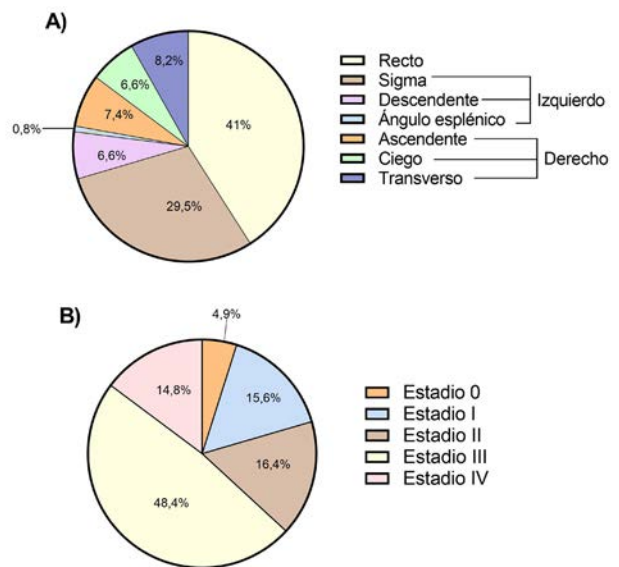 A)
8,2%
6,6%
7,4%
0,8%
6,6%
29,5%
41%
Recto
Sigma
Descendente
Ángulo esplénico
Izquierdo
Ascendente
Ciego
Derecho
Transverso
B)
4,9%
14,8%
15,6%
16,4%
48,4%
Estadio 0
Estadio I
Estadio II
Estadio III
Estadio IV